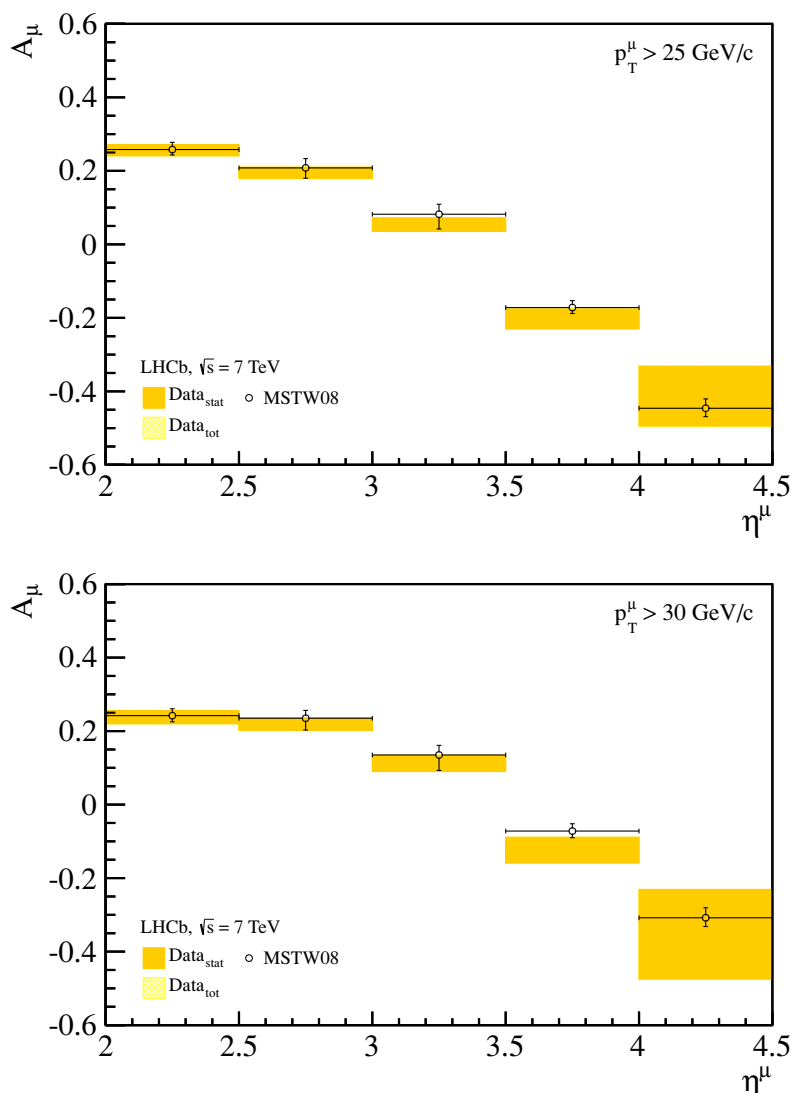 A_μ
0.6
p_T^μ > 25 GeV/c
0.4
0.2
0
-0.2
LHCb, √s = 7 TeV
-0.4
Data_stat MSTW08
Data_tot
-0.6
2 2.5 3 3.5 4 4.5
η^μ
A_μ
0.6
p_T^μ > 30 GeV/c
0.4
0.2
0
-0.2
LHCb, √s = 7 TeV
-0.4
Data_stat MSTW08
Data_tot
-0.6
2 2.5 3 3.5 4 4.5
η^μ